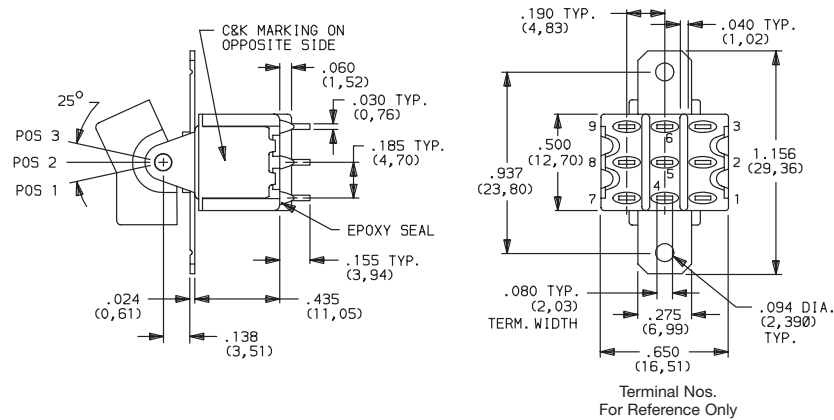 C&K MARKING ON
OPPOSITE SIDE
.060
(1,52)
.030 TYP.
(0,76)
25°
POS 3
POS 2
POS 1
.185 TYP.
(4,70)
EPOXY SEAL
.155 TYP.
(3,94)
.024
(0,61)
.435
(11,05)
.138
(3,51)
.190 TYP.
(4,83)
.040 TYP.
(1,02)
9
6
3
.500
(12,70)
8
5
2
1.156
(29,36)
.937
(23,80)
7
4
1
.080 TYP.
(2,03)
TERM. WIDTH
.275
(6,99)
.094 DIA.
(2,390)
TYP.
.650
(16,51)
Terminal Nos.
For Reference Only